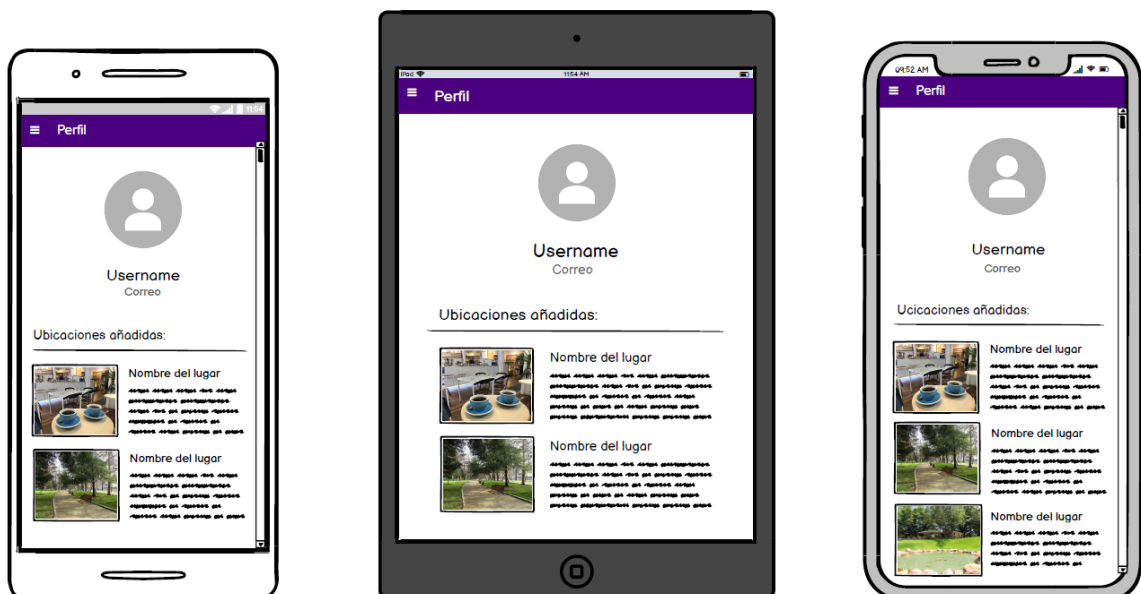 11:54
Perfil
Username
Correo
Ubicaciones añadidas:
Nombre del lugar
Nombre del lugar
iPad
11:54 AM
Perfil
Username
Correo
Ubicaciones añadidas:
Nombre del lugar
Nombre del lugar
09:52 AM
Perfil
Username
Correo
Ucicaciones añadidas:
Nombre del lugar
Nombre del lugar
Nombre del lugar